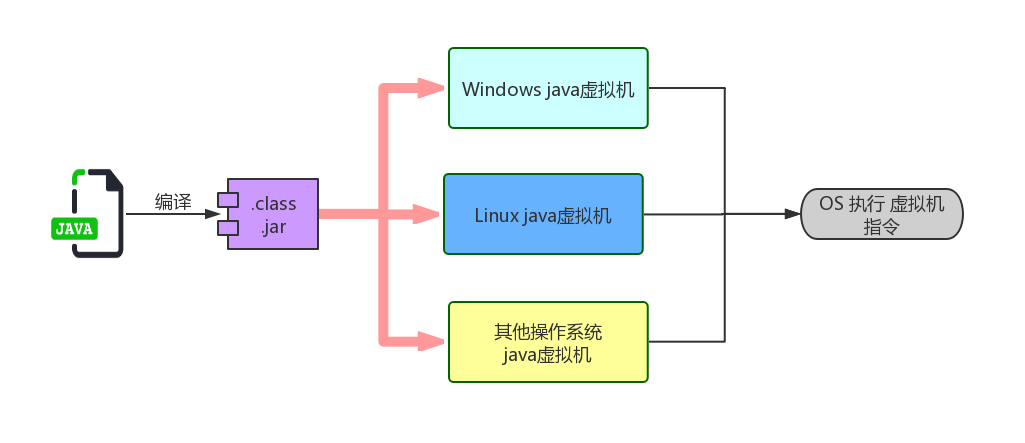 JAVA
编译
.class
.jar
Windows java虚拟机
Linux java虚拟机
其他操作系统
java虚拟机
OS 执行 虚拟机
指令